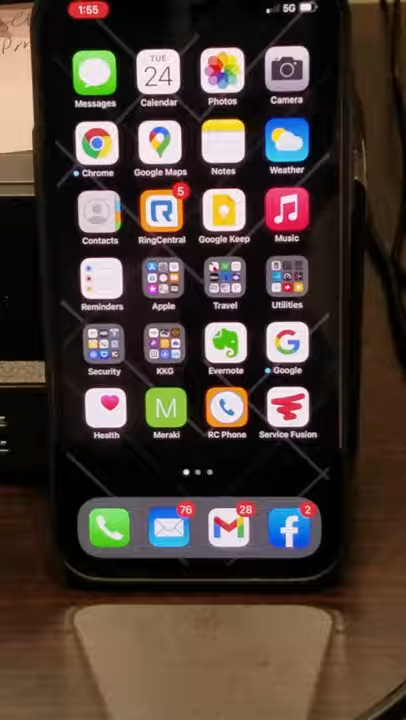 1:55
5G
TUE
24
Messages
Calendar
Photos
Camera
Chrome
Google Maps
Notes
Weather
5
Contacts
RingCentral
Google Keep
Music
Reminders
Apple
Travel
Utilities
Security
KKG
Evernote
Google
M
Health
Meraki
RC Phone
Service Fusion
76
28
2